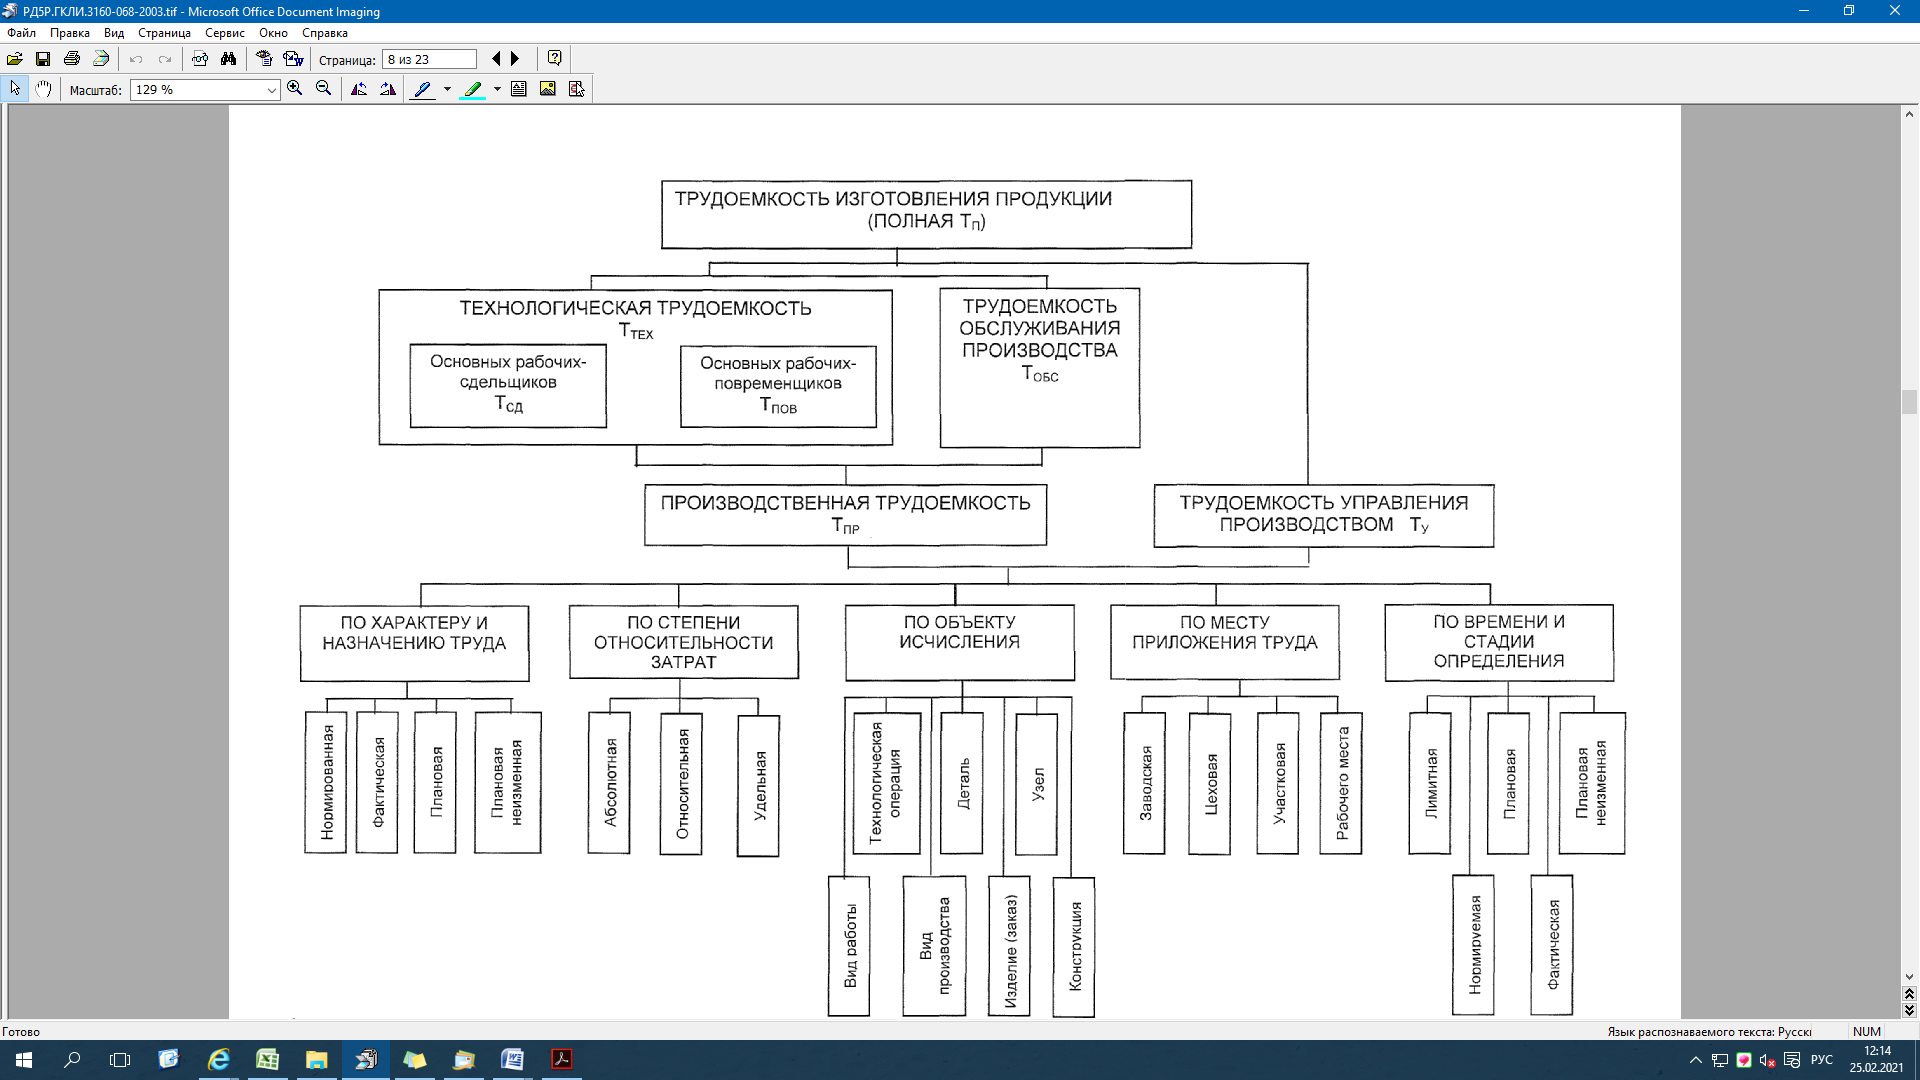 РД5Р.ГКЛИ.3160-068-2003.tif - Microsoft Office Document Imaging
Файл Правка Вид Страница Сервис Окно Справка
Страница: 8 из 23
Масштаб: 129 %
ТРУДОЕМКОСТЬ ИЗГОТОВЛЕНИЯ ПРОДУКЦИИ
(ПОЛНАЯ ТП)
ТЕХНОЛОГИЧЕСКАЯ ТРУДОЕМКОСТЬ
ТТЕХ
Основных рабочих-
сдельщиков
ТСД
Основных рабочих-
повременщиков
ТПОВ
ТРУДОЕМКОСТЬ
ОБСЛУЖИВАНИЯ
ПРОИЗВОДСТВА
ТОБС
ПРОИЗВОДСТВЕННАЯ ТРУДОЕМКОСТЬ
ТПР
ТРУДОЕМКОСТЬ УПРАВЛЕНИЯ
ПРОИЗВОДСТВОМ ТУ
ПО ХАРАКТЕРУ И
НАЗНАЧЕНИЮ ТРУДА
ПО СТЕПЕНИ
ОТНОСИТЕЛЬНОСТИ
ЗАТРАТ
ПО ОБЪЕКТУ
ИСЧИСЛЕНИЯ
ПО МЕСТУ
ПРИЛОЖЕНИЯ ТРУДА
ПО ВРЕМЕНИ И
СТАДИИ
ОПРЕДЕЛЕНИЯ
Нормированная
Фактическая
Плановая
Плановая
неизменная
Абсолютная
Относительная
Удельная
Технологическая
операция
Деталь
Узел
Заводская
Цеховая
Участковая
Рабочего места
Лимитная
Плановая
Плановая
неизменная
Вид работы
Вид
производства
Изделие (заказ)
Конструкция
Нормируемая
Фактическая
Готово
Язык распознаваемого текста: Русски
NUM
РУС
12:14
25.02.2021